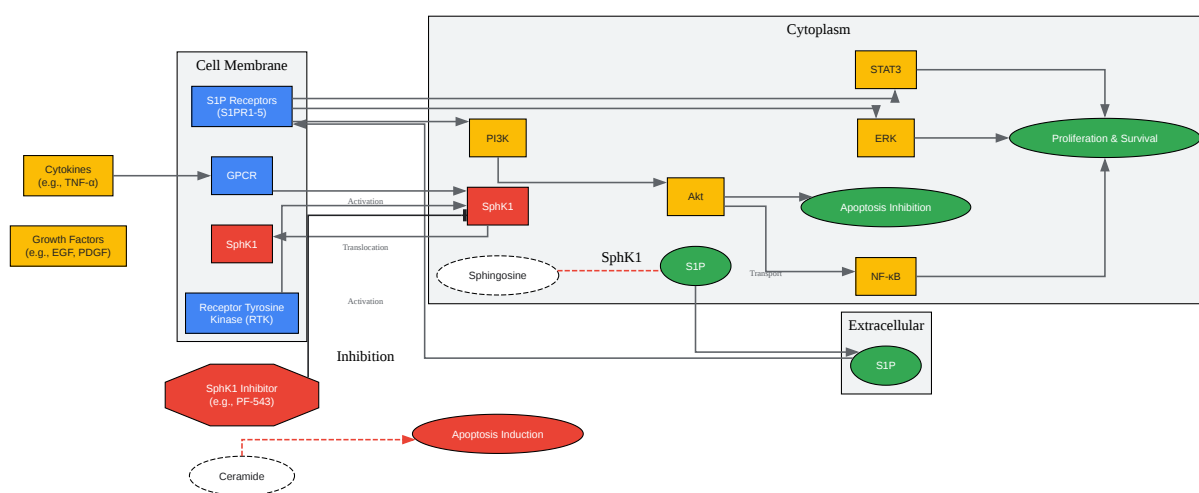 Cytoplasm
Cell Membrane
STAT3
S1P Receptors
(S1PR1-5)
PI3K
ERK
Proliferation & Survival
Cytokines
(e.g., TNF-α)
GPCR
Akt
Activation
SphK1
Apoptosis Inhibition
Growth Factors
(e.g., EGF, PDGF)
SphK1
Translocation
SphK1
Sphingosine
S1P
Transport
NF-κB
Receptor Tyrosine
Kinase (RTK)
Activation
Extracellular
Inhibition
S1P
SphK1 Inhibitor
(e.g., PF-543)
Apoptosis Induction
Ceramide